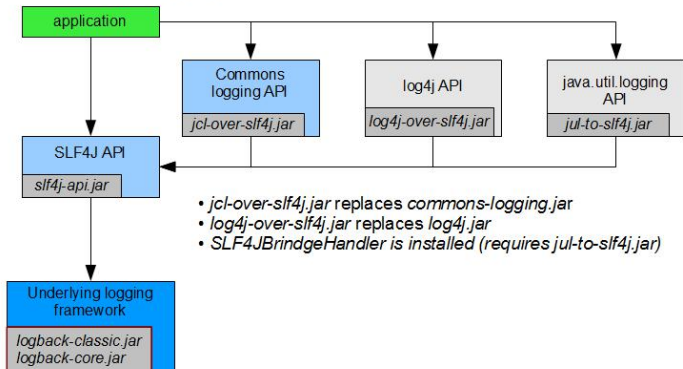 application
Commons
logging API
jcl-over-slf4j.jar
log4j API
log4j-over-slf4j.jar
java.util.logging
API
jul-to-slf4j.jar
SLF4J API
slf4j-api.jar
• jcl-over-slf4j.jar replaces commons-logging.jar
• log4j-over-slf4j.jar replaces log4j.jar
• SLF4JBrindgeHandler is installed (requires jul-to-slf4j.jar)
Underlying logging
framework
logback-classic.jar
logback-core.jar